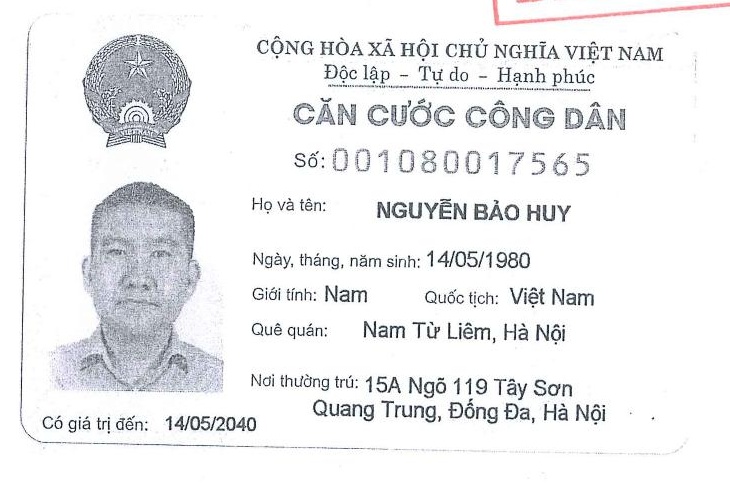 CỘNG HÒA XÃ HỘI CHỦ NGHĨA VIỆT NAM
Độc lập - Tự do - Hạnh phúc
CĂN CƯỚC CÔNG DÂN
Số: 001080017565
Họ và tên: NGUYỄN BẢO HUY
Ngày, tháng, năm sinh: 14/05/1980
Giới tính: Nam Quốc tịch: Việt Nam
Quê quán: Nam Từ Liêm, Hà Nội
Nơi thường trú: 15A Ngõ 119 Tây Sơn
Quang Trung, Đống Đa, Hà Nội
Có giá trị đến: 14/05/2040